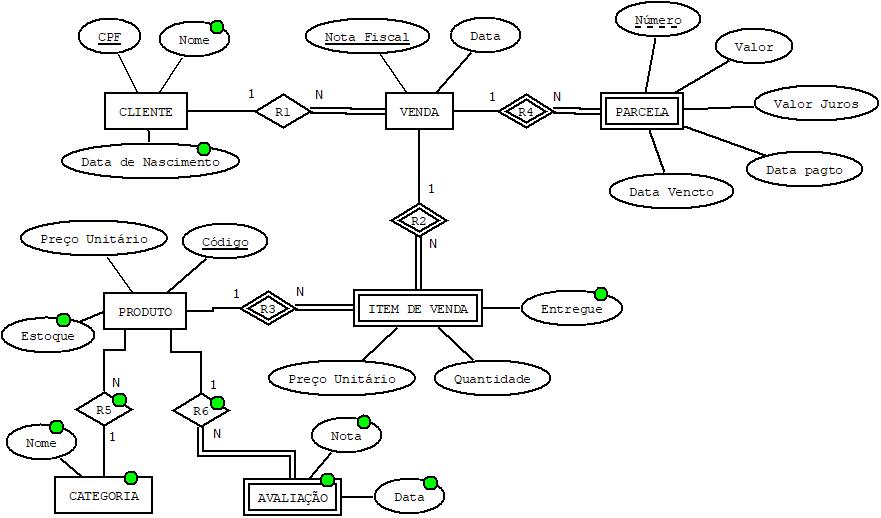 CPF
Nome
Nota Fiscal
Data
Número
Valor
Valor Juros
Data pagto
Data Vencto
CLIENTE
1
R1
N
VENDA
1
R4
N
PARCELA
Data de Nascimento
1
R2
N
Preço Unitário
Código
PRODUTO
1
R3
N
ITEM DE VENDA
Entregue
Estoque
Preço Unitário
Quantidade
N
R5
1
1
R6
N
Nome
Nota
CATEGORIA
AVALIAÇÃO
Data